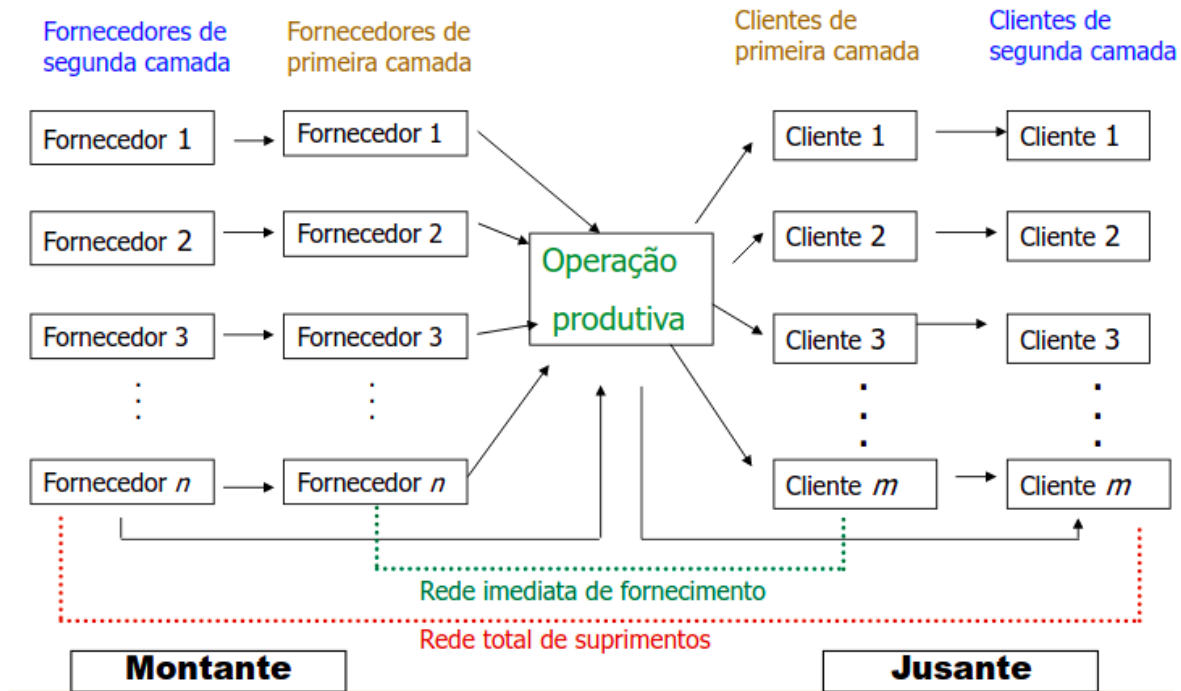 Fornecedores de
segunda camada
Fornecedores de
primeira camada
Clientes de
primeira camada
Clientes de
segunda camada
Fornecedor 1
Fornecedor 1
Cliente 1
Cliente 1
Fornecedor 2
Fornecedor 2
Cliente 2
Cliente 2
Operação
produtiva
Fornecedor 3
Fornecedor 3
Cliente 3
Cliente 3
Fornecedor n
Fornecedor n
Cliente m
Cliente m
Rede imediata de fornecimento
Rede total de suprimentos
Montante
Jusante